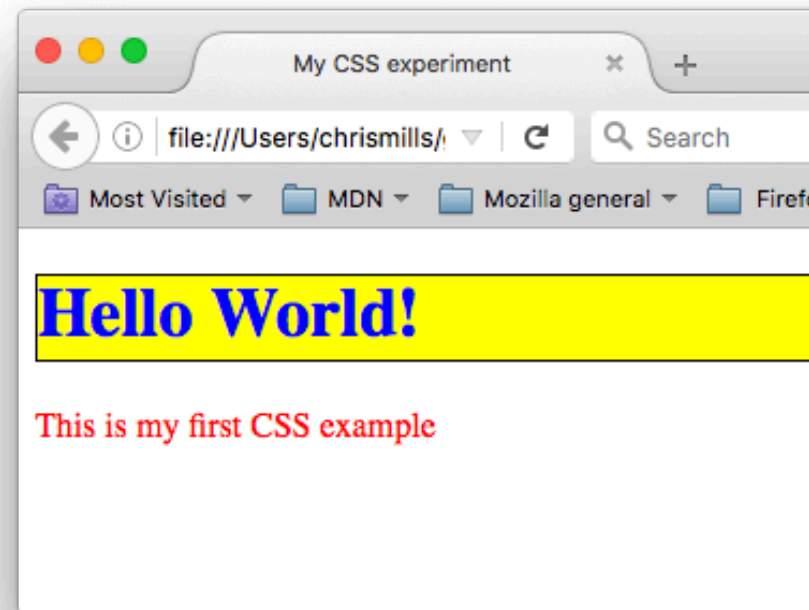 My CSS experiment
file:///Users/chrismills/ Search
Most Visited MDN Mozilla general
Hello World!
This is my first CSS example